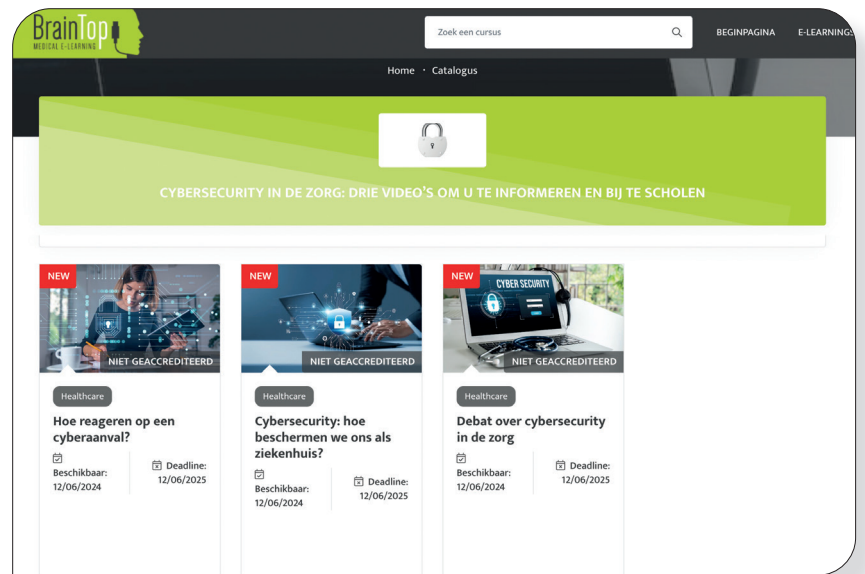 BrainTop
MEDICAL E-LEARNING
Zoek een cursus
BEGINPAGINA
E-LEARNINGS
Home · Catalogus
CYBERSECURITY IN DE ZORG: DRIE VIDEO'S OM U TE INFORMEREN EN BIJ TE SCHOLEN
NEW
NIET GEACCREDITEERD
Healthcare
Hoe reageren op een
cyberaanval?
Beschikbaar:
12/06/2024
Deadline:
12/06/2025
NEW
NIET GEACCREDITEERD
Healthcare
Cybersecurity: hoe
beschermen we ons als
ziekenhuis?
Beschikbaar:
12/06/2024
Deadline:
12/06/2025
NEW
CYBER SECURITY
NIET GEACCREDITEERD
Healthcare
Debat over cybersecurity
in de zorg
Beschikbaar:
12/06/2024
Deadline:
12/06/2025